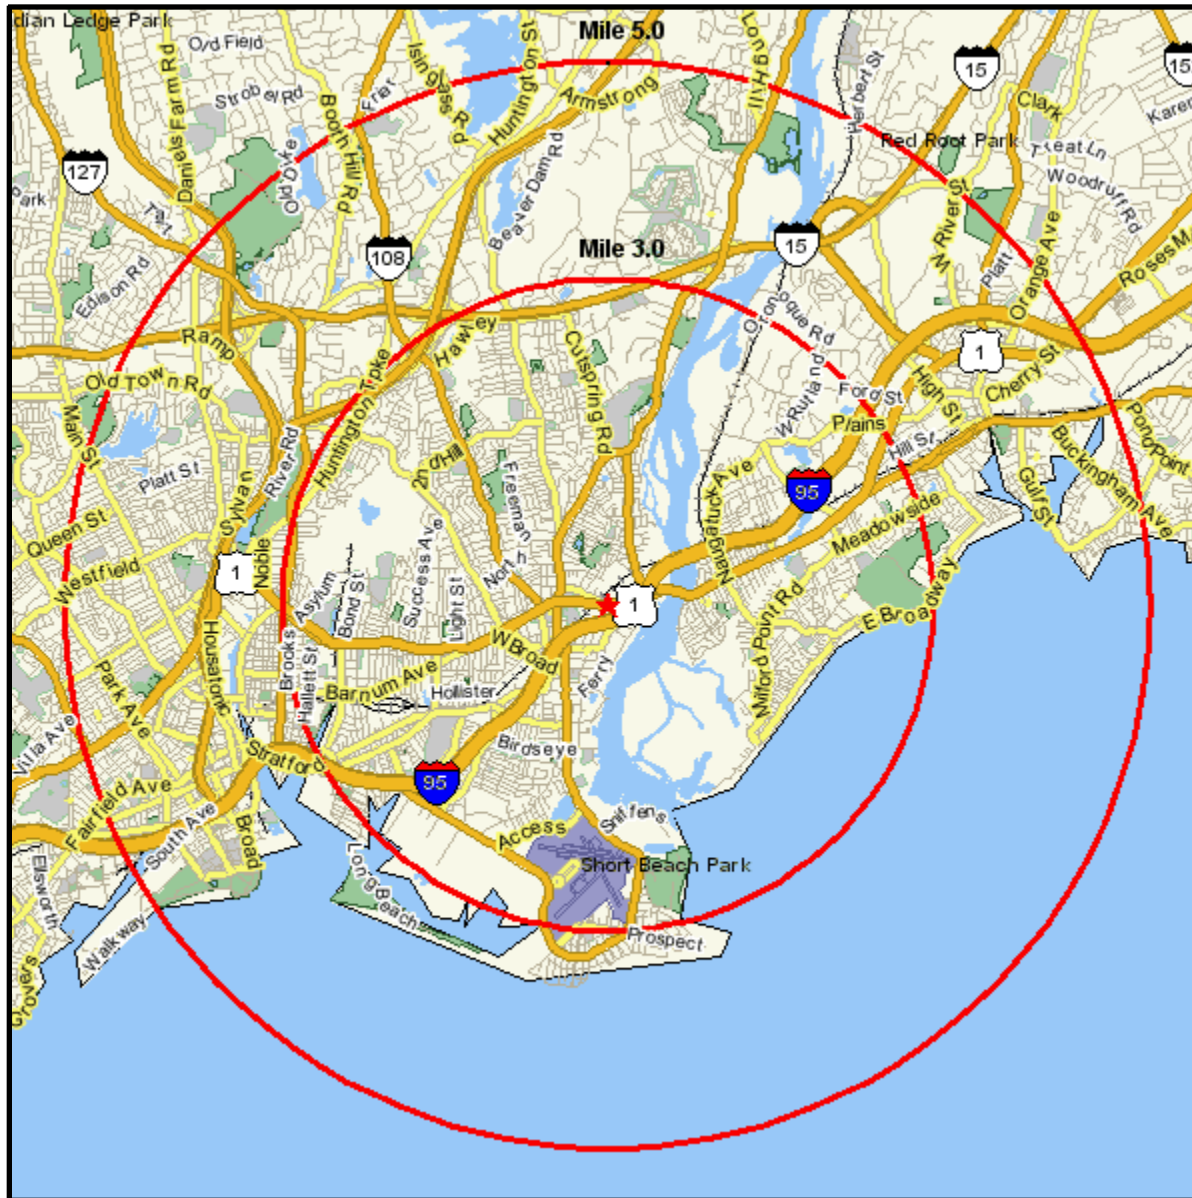 dian Ledge Park
Mile 5.0
Old Field
Daniels Farm Rd
Strobel Rd
Booth Hill Rd
Friar
Huntington St
Huntington
Armstrong
Long Hill
Herbert St
15
15
Clark
Karen
Red Root Park
Treat Ln
Woodruff Rd
127
Park
Old Dike
Tart
Beaver Dam Rd
Mile 3.0
108
15
W River St
Platt
Orange Ave
Edison Rd
Ramp
Hawley
Cutspring Rd
Oronoque Rd
W Rutland
1
Cherry St
Old Town Rd
Huntington Tpke
Ford St
High St
Main St
River Rd
Plains
Hill St
Platt St
2nd Hill
Freeman
95
Naugatuck Ave
Gulf St
Buckingham Ave
Queen St
Sylvan
Meadowside
Westfield
1
Noble
Asylum
Bond St
Success Ave
Light St
North
1
Milford Point Rd
E Broadway
Housatonic
Brooks
Hallett St
W Broad
Park Ave
Barnum Ave
Hollister
Ferry
Villa Ave
Stratford
Birdseye
95
Fairfield Ave
South Ave
Broad
Access
Sniffens
Elsworth
Long Beach
Short Beach Park
Walkway
Prospect
Grovers